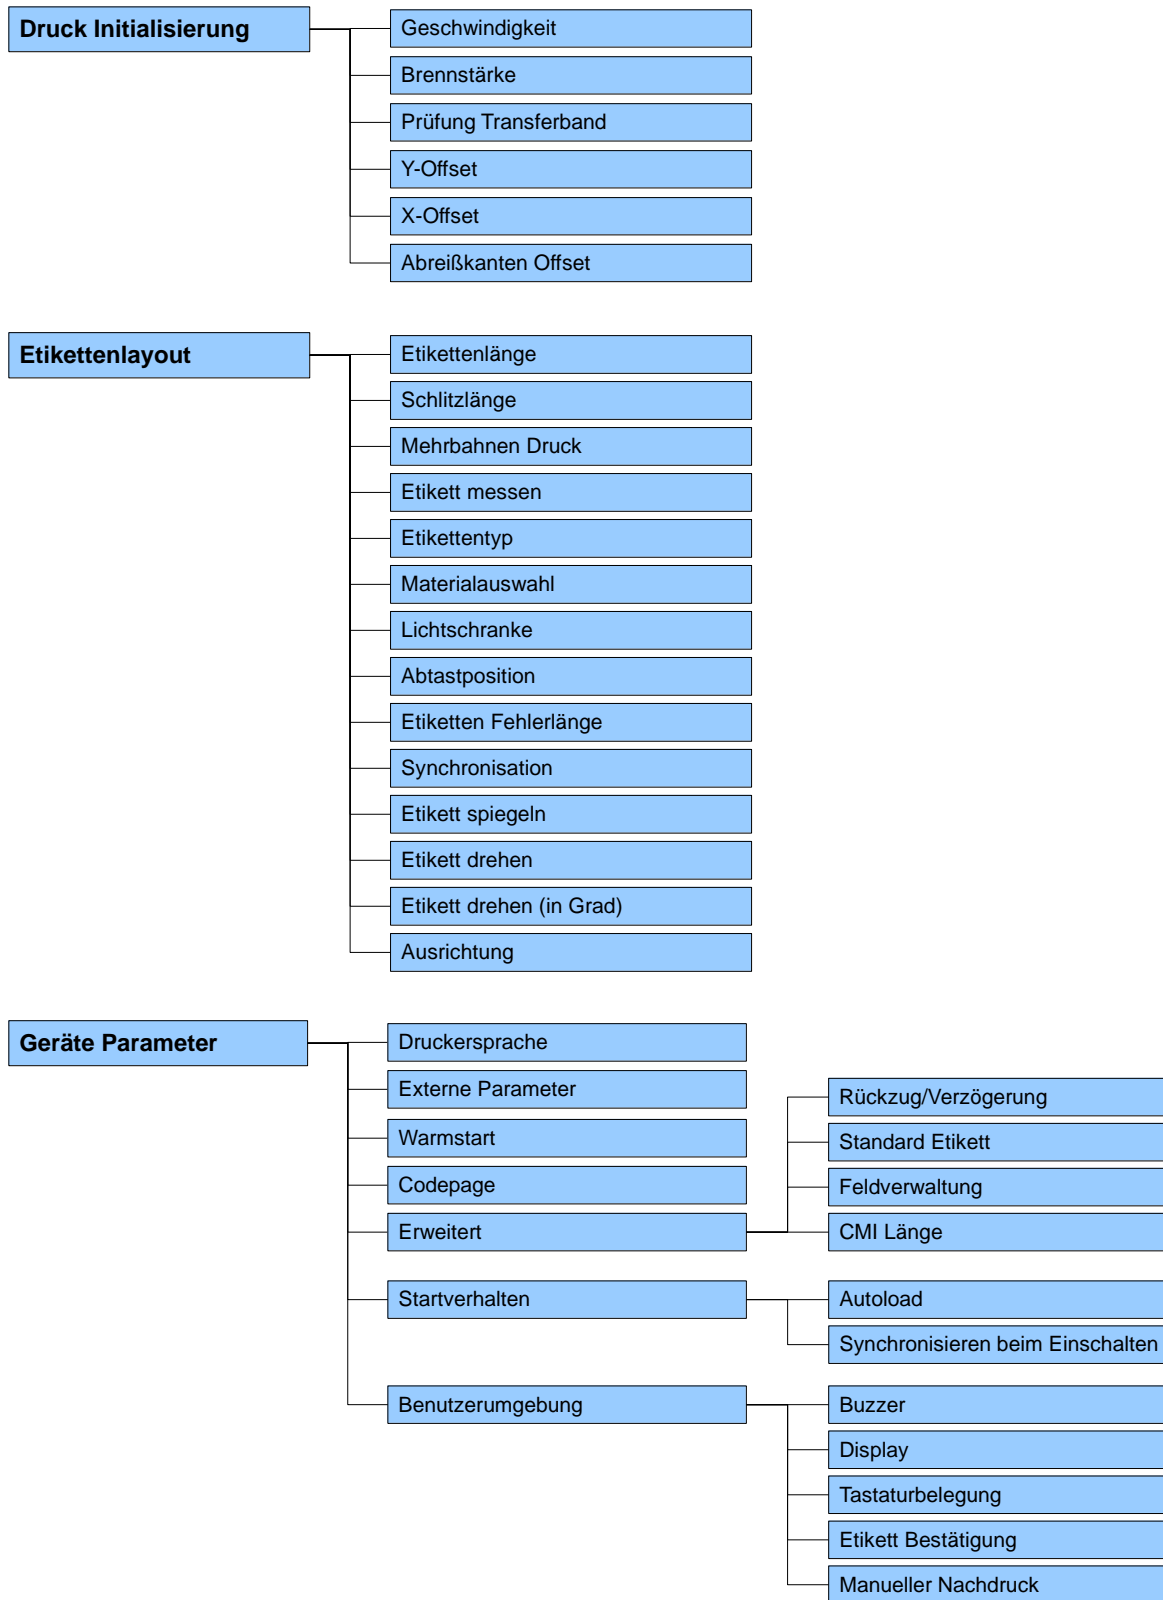 Druck Initialisierung
Geschwindigkeit
Brennstärke
Prüfung Transferband
Y-Offset
X-Offset
Abreißkanten Offset
Etikettenlayout
Etikettenlänge
Schlitzlänge
Mehrbahnen Druck
Etikett messen
Etikettentyp
Materialauswahl
Lichtschranke
Abtastposition
Etiketten Fehlerlänge
Synchronisation
Etikett spiegeln
Etikett drehen
Etikett drehen (in Grad)
Ausrichtung
Geräte Parameter
Druckersprache
Externe Parameter
Warmstart
Codepage
Erweitert
Rückzug/Verzögerung
Standard Etikett
Feldverwaltung
CMI Länge
Startverhalten
Autoload
Synchronisieren beim Einschalten
Benutzerumgebung
Buzzer
Display
Tastaturbelegung
Etikett Bestätigung
Manueller Nachdruck